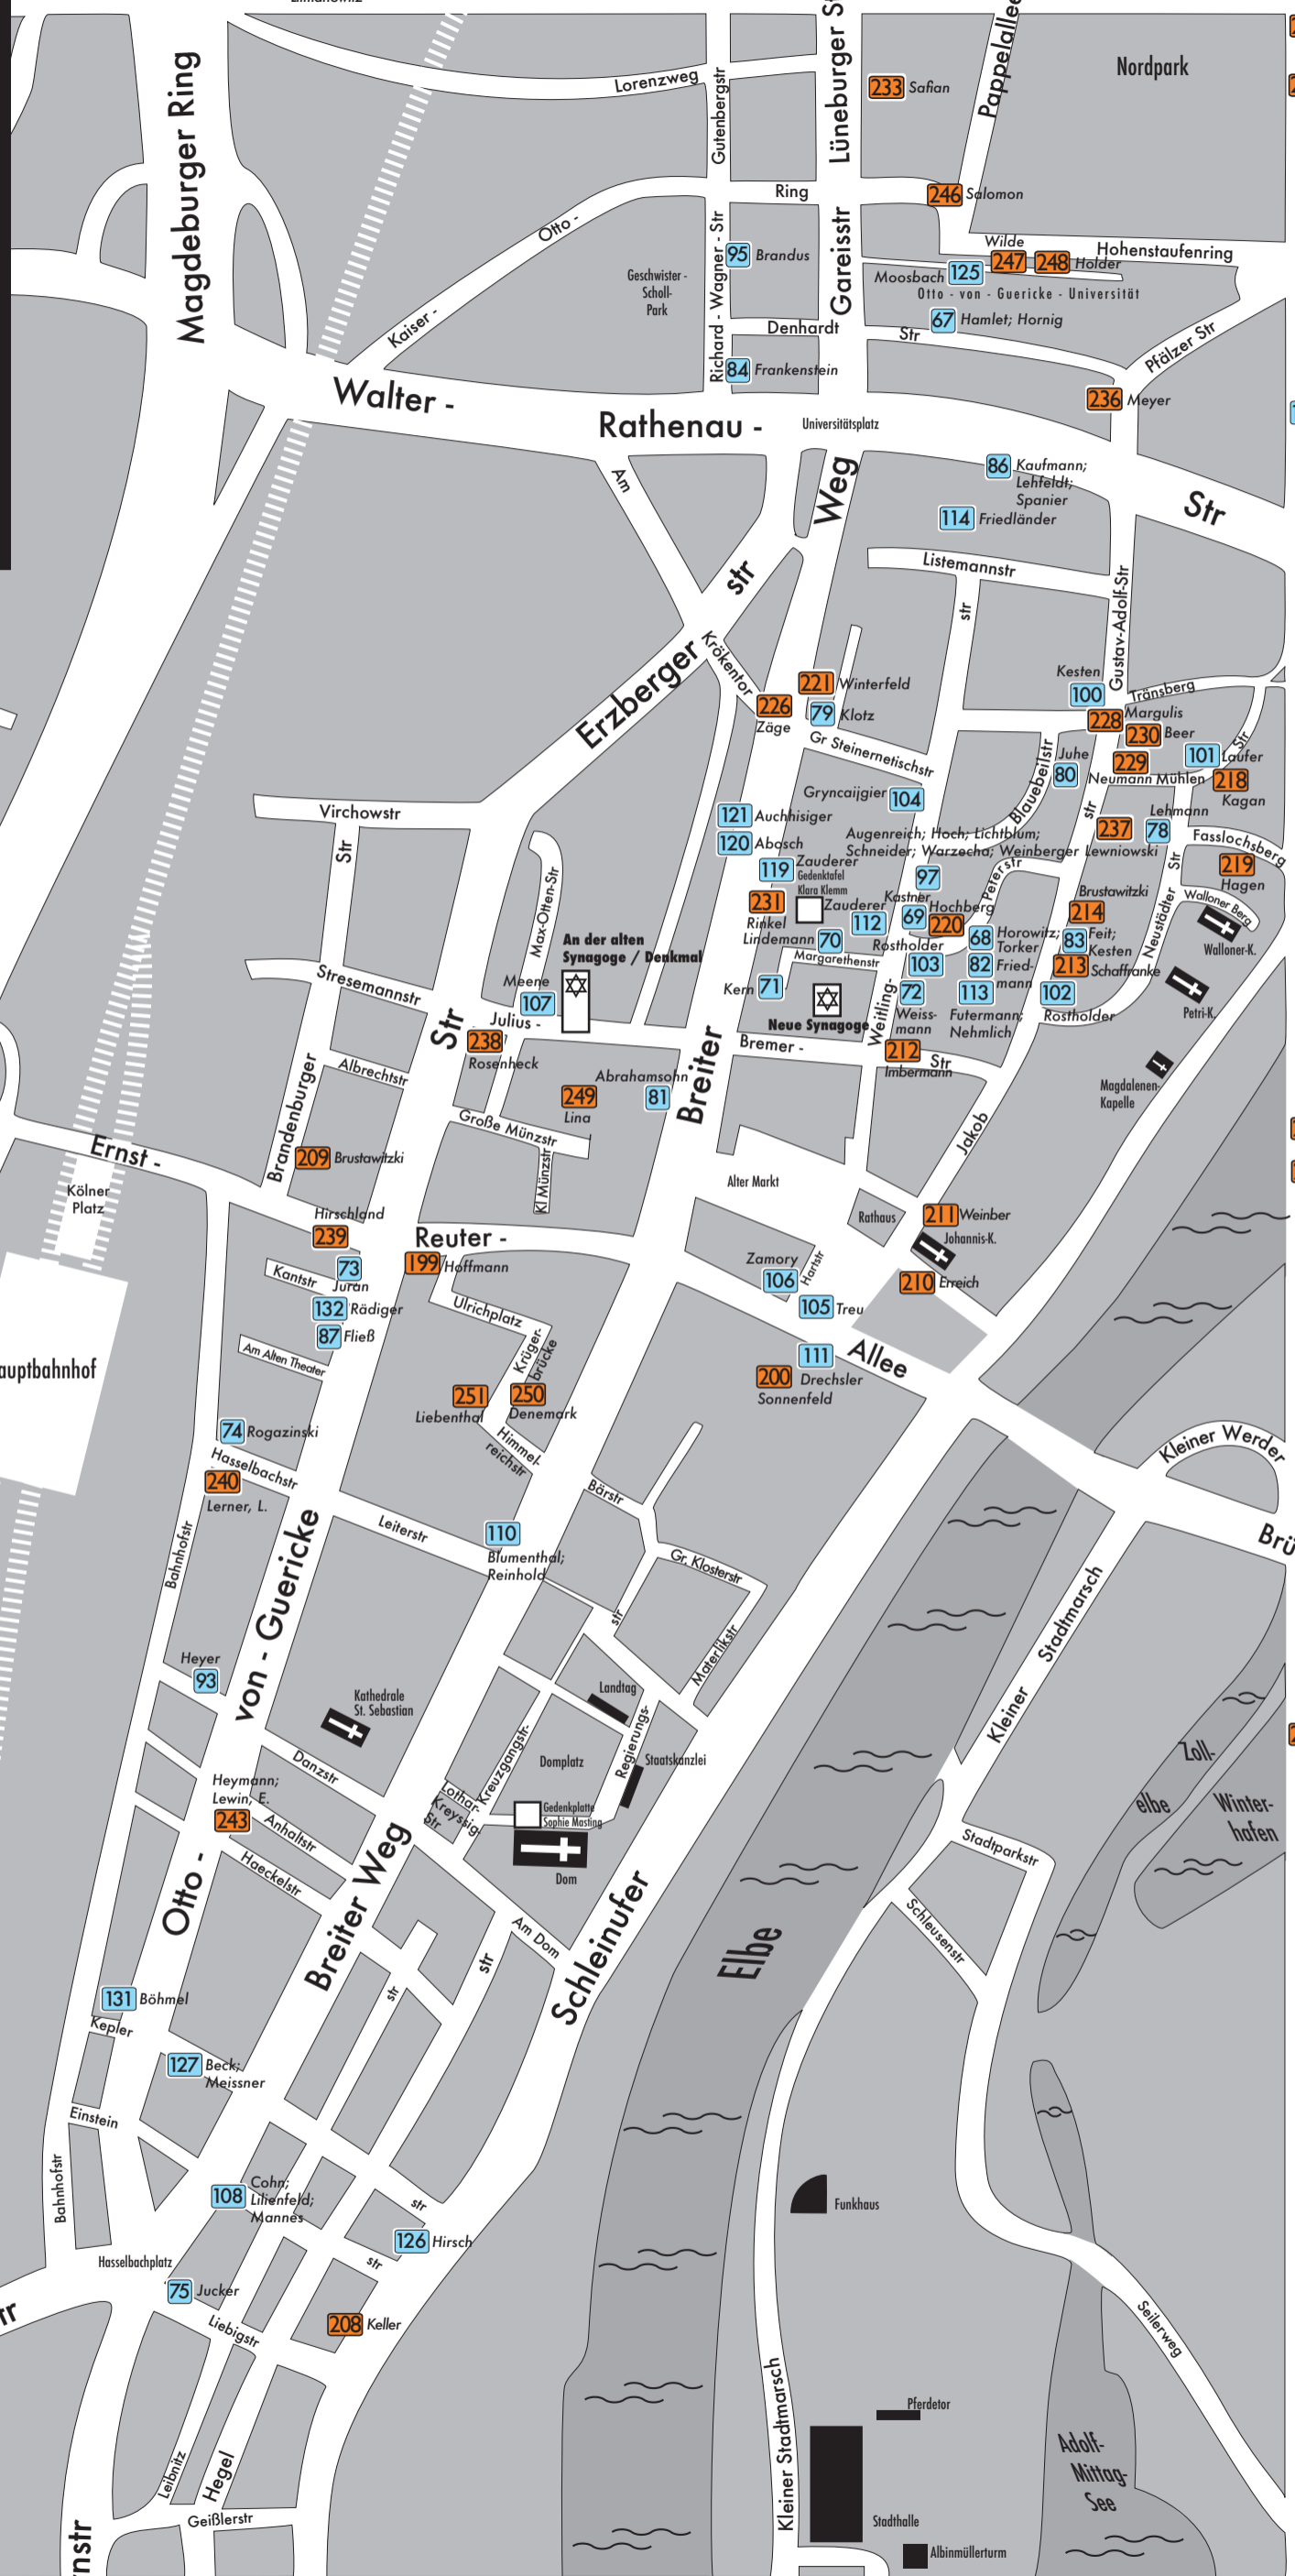 Magdeburger Ring
Lorenzweg
Gutenbergstr
Lüneburger
Pappelallee
Nordpark
233 Safian
246 Salomon
Ring
Otto -
Kaiser -
Richard - Wagner - Str
95 Brandus
Gareisstr
Geschwister -
Scholl-
Park
Wilde
247 248 Holder
Hohenstaufenring
Moosbach 125
Otto - von - Guericke - Universität
67 Hamlet; Hornig
Denhardt
Str
Pfälzer Str
84 Frankenstein
236 Meyer
Walter -
Rathenau -
Universitätsplatz
Str
Am
Weg
86 Kaufmann;
Lehfeldt;
Spanier
114 Friedländer
Listemannstr
str
str
Gustav-Adolf-Str
Erzberger
Krökentor
Kesten
100
Tränsberg
221 Winterfeld
226
Zäge
79 Klotz
228 Margulis
230 Beer
229
Neumann Mühlen
101 Laufer
Str
218
Kagan
Gr Steinernetischstr
Blauebeilstr
Juhe
80
Gryncaijgier 104
Virchowstr
Str
121 Auchhisiger
120 Abosch
Augenreich; Hoch; Lichtblum;
Schneider; Warzecha; Weinberger
97
str
237
Lewniowski
Lehmann
78
Str
Fasslochsberg
219
Hagen
119 Zauderer
Gedenktafel
Klara Klemm
231
Rinkel
Zauderer
112
Kastner
69
Hochberg
220
Peterstr
Brustawitzki
214
Walloner Berg
Walloner-K.
Neustädter
Lindemann 70
Rostholder
103
68 Horowitz;
Torker
83 Feit;
Kesten
Margarethenstr
82 Fried-
mann
213 Schaffranke
Kern 71
72
Weiss-
mann
113
Futermann;
Nehmlich
102
Rostholder
Petri-K.
Max-Otten-Str
An der alten
Synagoge / Denkmal
Stresemannstr
Meene
107
Julius -
Str
238
Rosenheck
Neue Synagoge
Weitling-
Bremer -
212
Imbermann
Str
Magdalenen-
Kapelle
Albrechtstr
Brandenburger
Abrahamsohn
249
Lina
81
Breiter
Große Münzstr
Kl Münzstr
Jakob
Ernst -
209 Brustawitzki
Kölner
Platz
Alter Markt
Rathaus
211 Weinber
Johannis-K.
Hirschland
239
Reuter -
199 Hoffmann
73
Juran
Kantstr
Zamory
106
Hartstr
210 Erreich
132 Rädiger
87 Fließ
Ulrichplatz
105 Treu
Am Alten Theater
Krüger-
brücke
111
Drechsler
Allee
200
Sonnenfeld
auptbahnhof
251
Liebenthal
250
Denemark
74 Rogazinski
Himmel-
reichstr
Kleiner Werder
Hasselbachstr
240
Lerner, L.
Bärstr
Leiterstr
110
Blumenthal;
Reinhold
Brü
Bahnhofstr
Gr. Klosterstr
Materlikstr
str
Kleiner Stadtmarsch
Heyer
93
von - Guericke
Kathedrale
St. Sebastian
Landtag
Regierungs-
Domplatz
Staatskanzlei
Kreuzgangstr-
Danzstr
Zoll-
elbe
Winter-
hafen
Heymann;
Lewin, E.
243
Lothar-
Kreyssig-
Str
Gedenkplatte
Sophie Mosting
Dom
Anhaltstr
Haeckelstr
Stadtparkstr
Otto -
Breiter Weg
Am Dom
Schleinufer
Schleusenstr
Elbe
str
str
131 Böhmel
Kepler
127 Beck;
Meissner
Einstein
Bahnhofstr
108 Cohn;
Lilienfeld;
Mannes
str
126 Hirsch
str
Funkhaus
Hasselbachplatz
75 Jucker
208 Keller
Liebigstr
Seilerweg
Leibnitz
Hegel
Geißlerstr
Kleiner Stadtmarsch
Pferdetor
Adolf-
Mittag-
See
Stadthalle
Albinmüllerturm
nstr